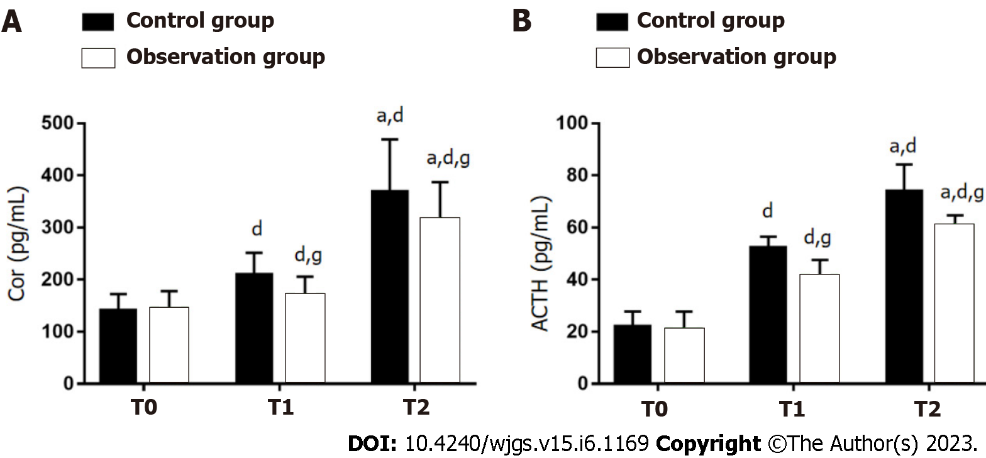 A
Control group
Observation group
Cor (pg/mL)
500
400
300
200
100
0
d
d,g
a,d
a,d,g
T0 T1 T2
B
Control group
Observation group
ACTH (pg/mL)
100
80
60
40
20
0
d
d,g
a,d
a,d,g
T0 T1 T2
DOI: 10.4240/wjgs.v15.i6.1169 Copyright ©The Author(s) 2023.